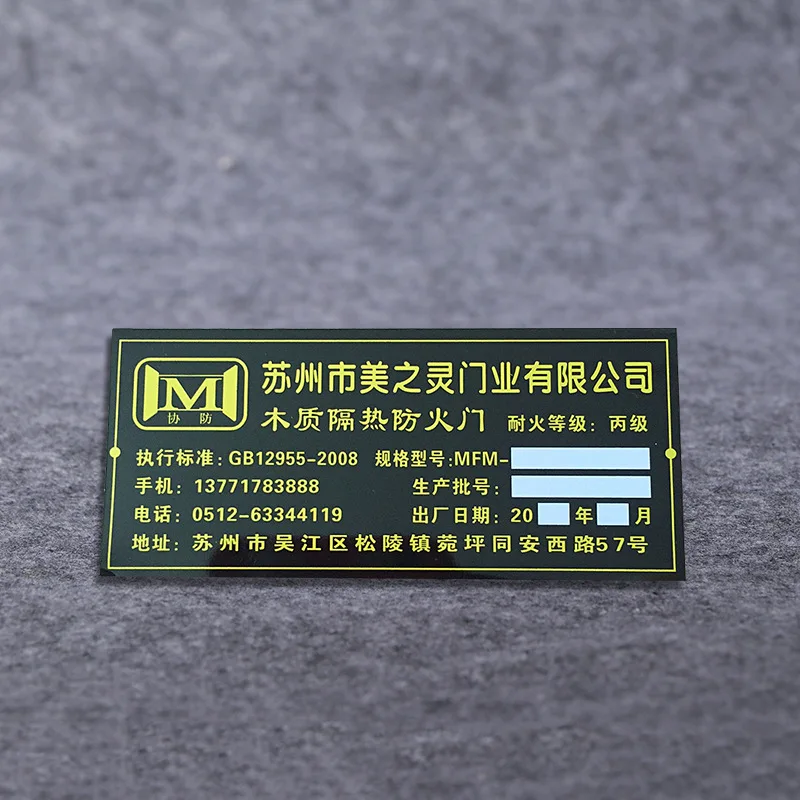 苏州市美之灵门业有限公司
M
协防
木质隔热防火门 耐火等级: 丙级
执行标准: GB12955-2008 规格型号:MFM-
手机: 13771783888 生产批号:
电话: 0512-63344119 出厂日期: 20 年 月
地址: 苏州市吴江区松陵镇菀坪同安西路57号